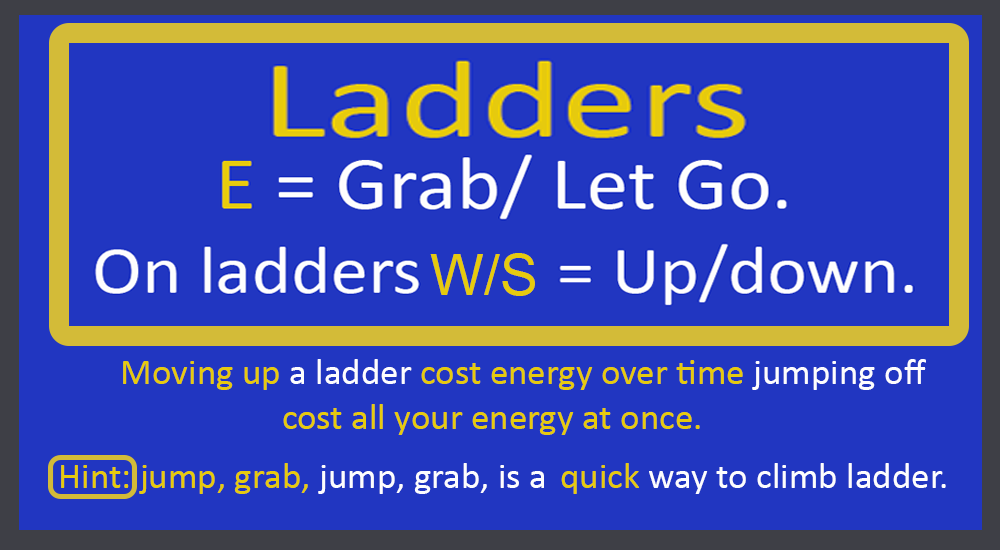 Ladders
E = Grab/ Let Go.
On ladders W/S = Up/down.
Moving up a ladder cost energy over time jumping off
cost all your energy at once.
Hint: jump, grab, jump, grab, is a quick way to climb ladder.